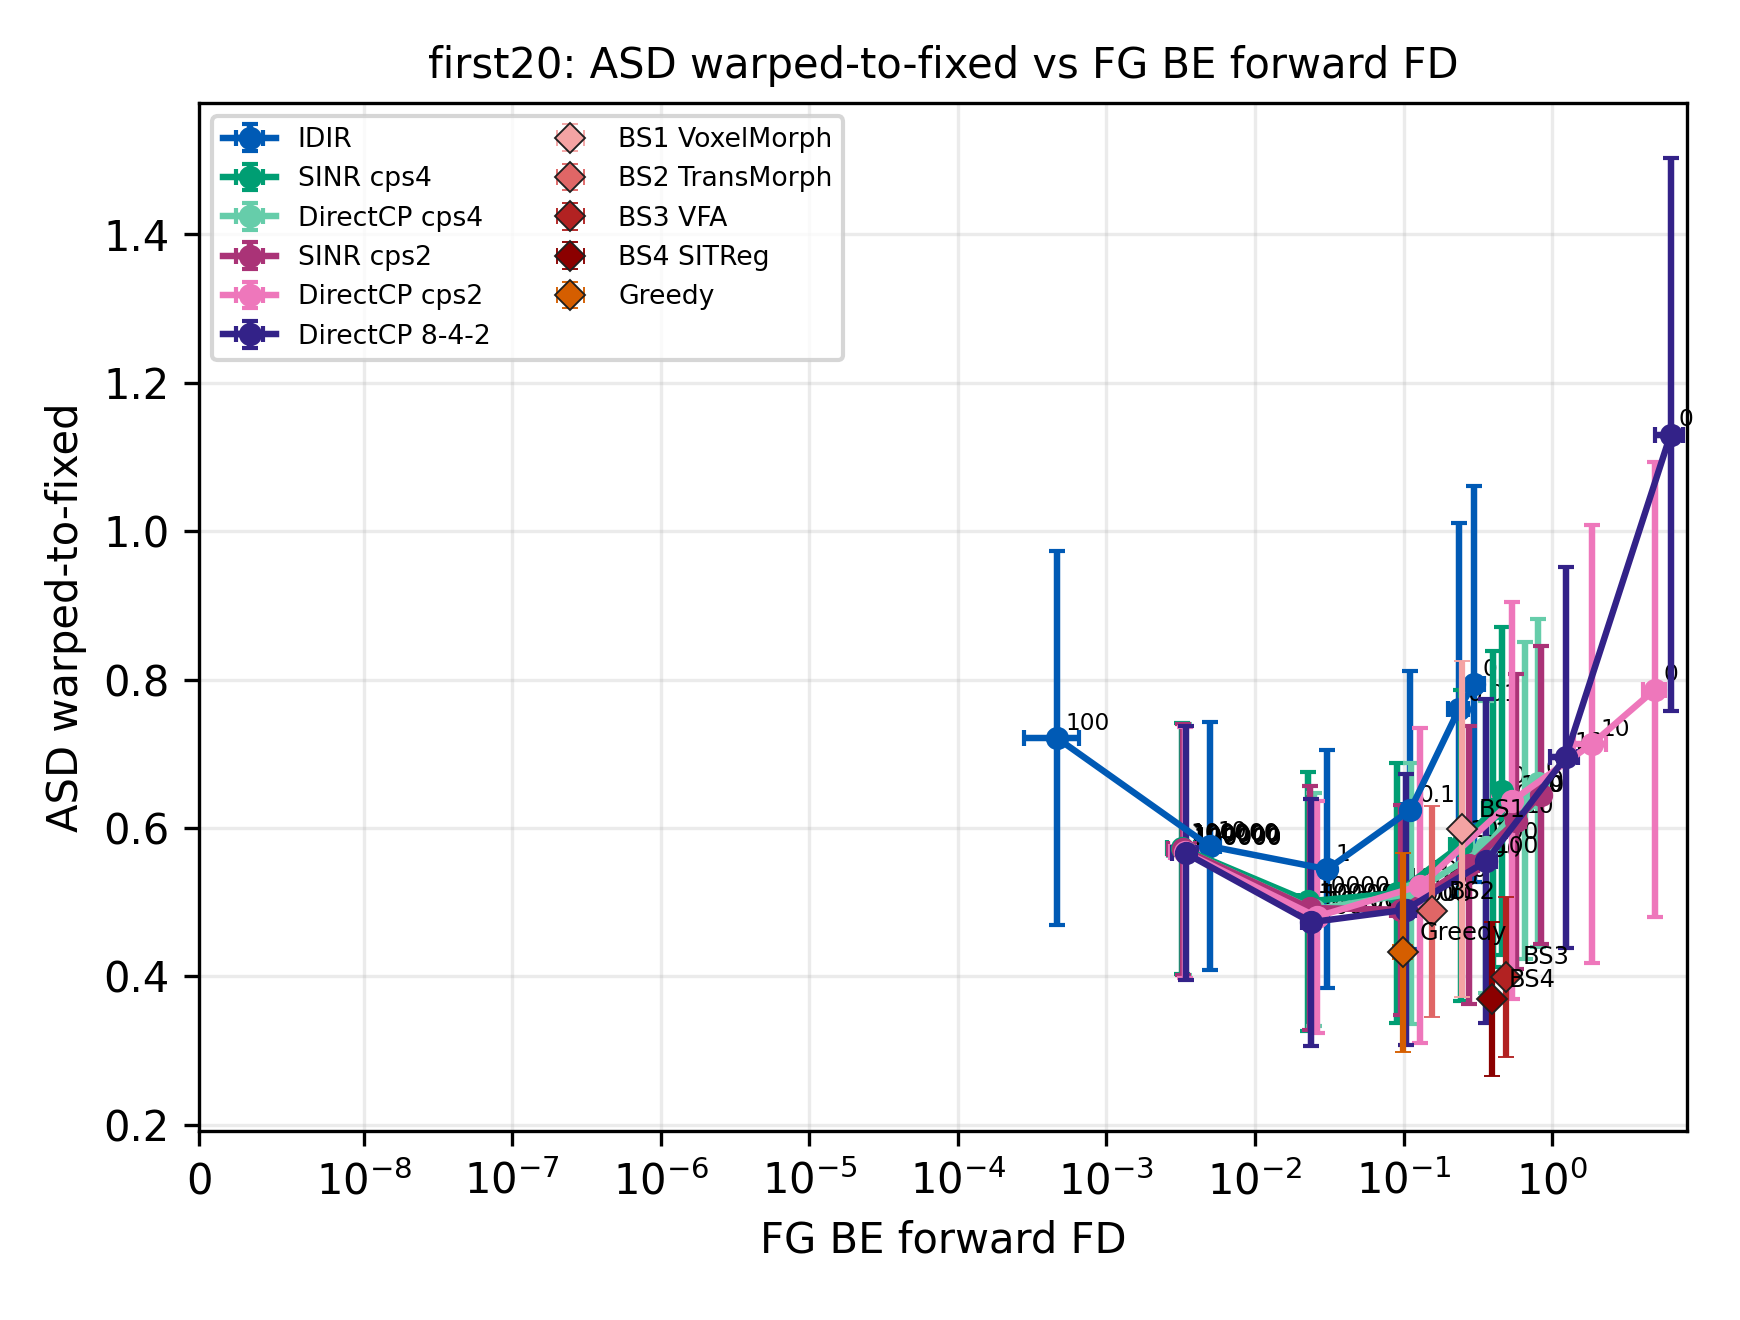 first20: ASD warped-to-fixed vs FG BE forward FD
IDIR
SINR cps4
DirectCP cps4
SINR cps2
DirectCP cps2
DirectCP 8-4-2
BS1 VoxelMorph
BS2 TransMorph
BS3 VFA
BS4 SITReg
Greedy
ASD warped-to-fixed
1.4
1.2
1.0
0.8
0.6
0.4
0.2
0
0
10
100
0.1
1
BS1
BS2
Greedy
BS3
BS4
0
10⁻⁸
10⁻⁷
10⁻⁶
10⁻⁵
10⁻⁴
10⁻³
10⁻²
10⁻¹
10⁰
FG BE forward FD